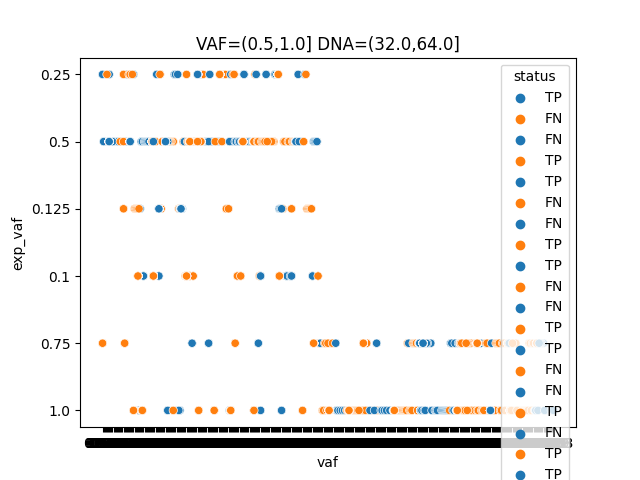 VAF=(0.5,1.0] DNA=(32.0,64.0]
status
TP
FN
FN
TP
TP
FN
FN
TP
TP
FN
FN
TP
TP
FN
FN
TP
FN
TP
TP
exp_vaf
0.25
0.5
0.125
0.1
0.75
1.0
vaf